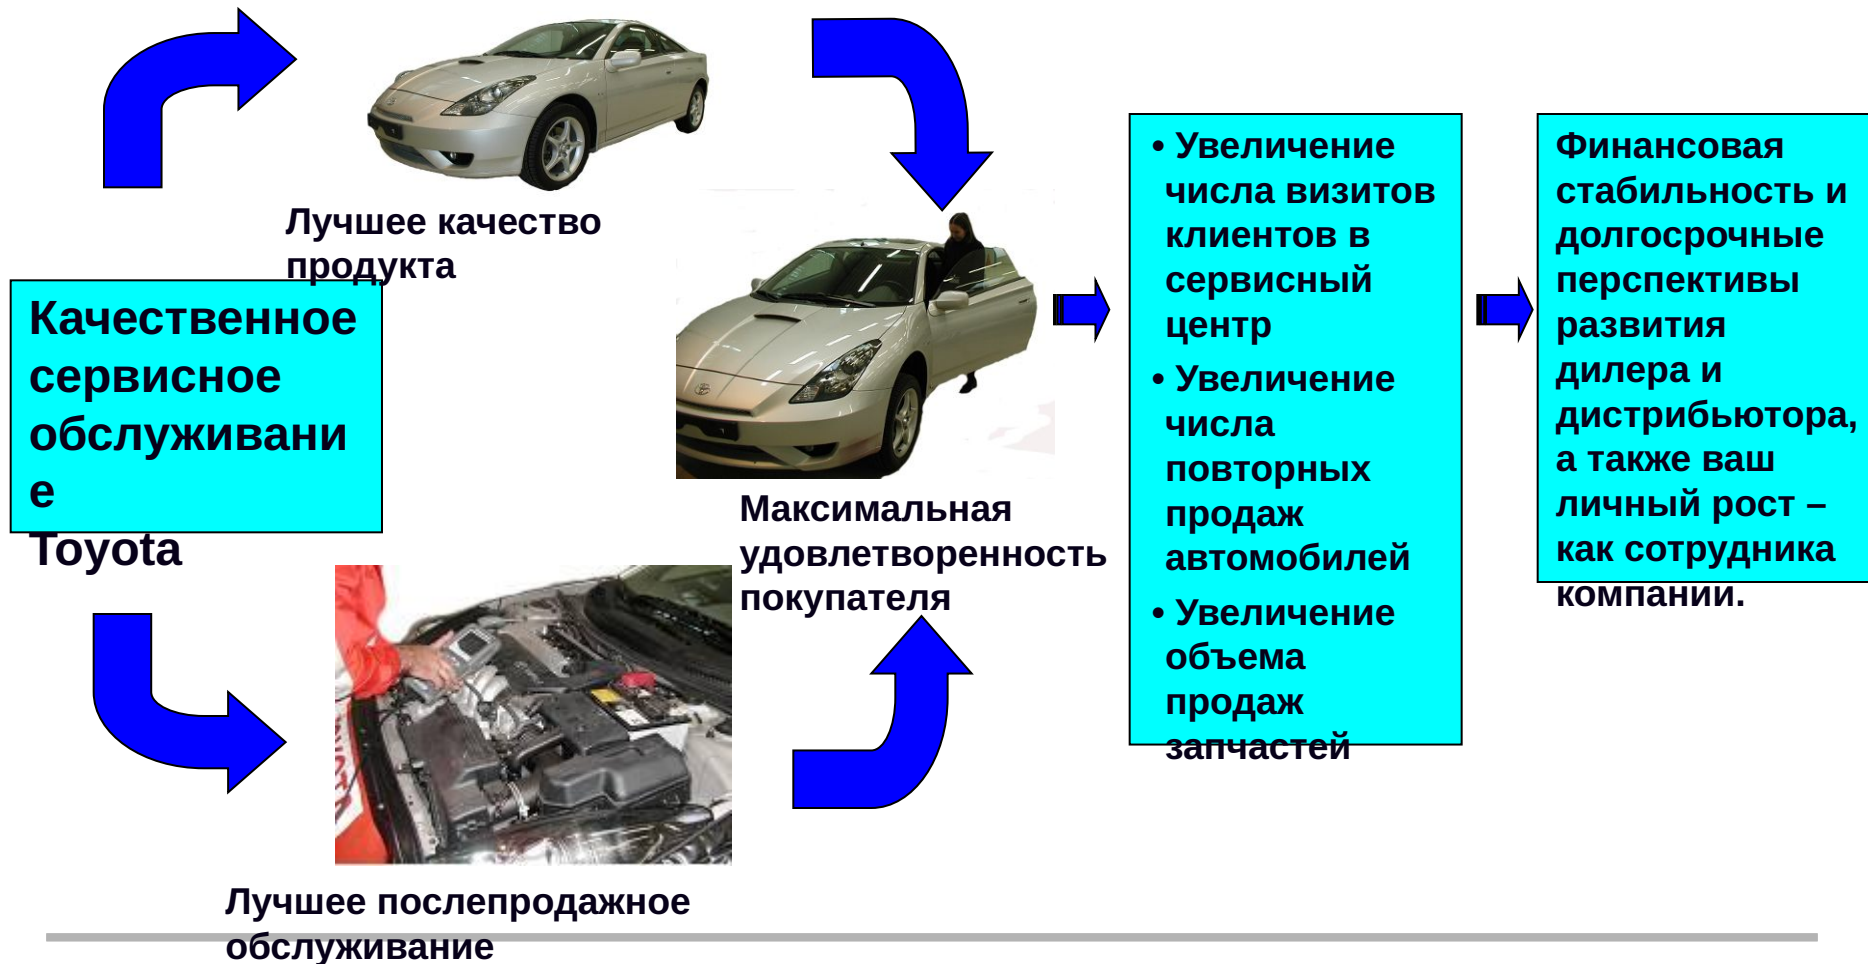 Лучшее качество
продукта
Качественное
сервисное
обслуживани
е
Toyota
Лучшее послепродажное
обслуживание
Максимальная
удовлетворенность
покупателя
• Увеличение
числа визитов
клиентов в
сервисный
центр
• Увеличение
числа
повторных
продаж
автомобилей
• Увеличение
объема
продаж
запчастей
Финансовая
стабильность и
долгосрочные
перспективы
развития
дилера и
дистрибьютора,
а также ваш
личный рост –
как сотрудника
компании.
TOYOTA